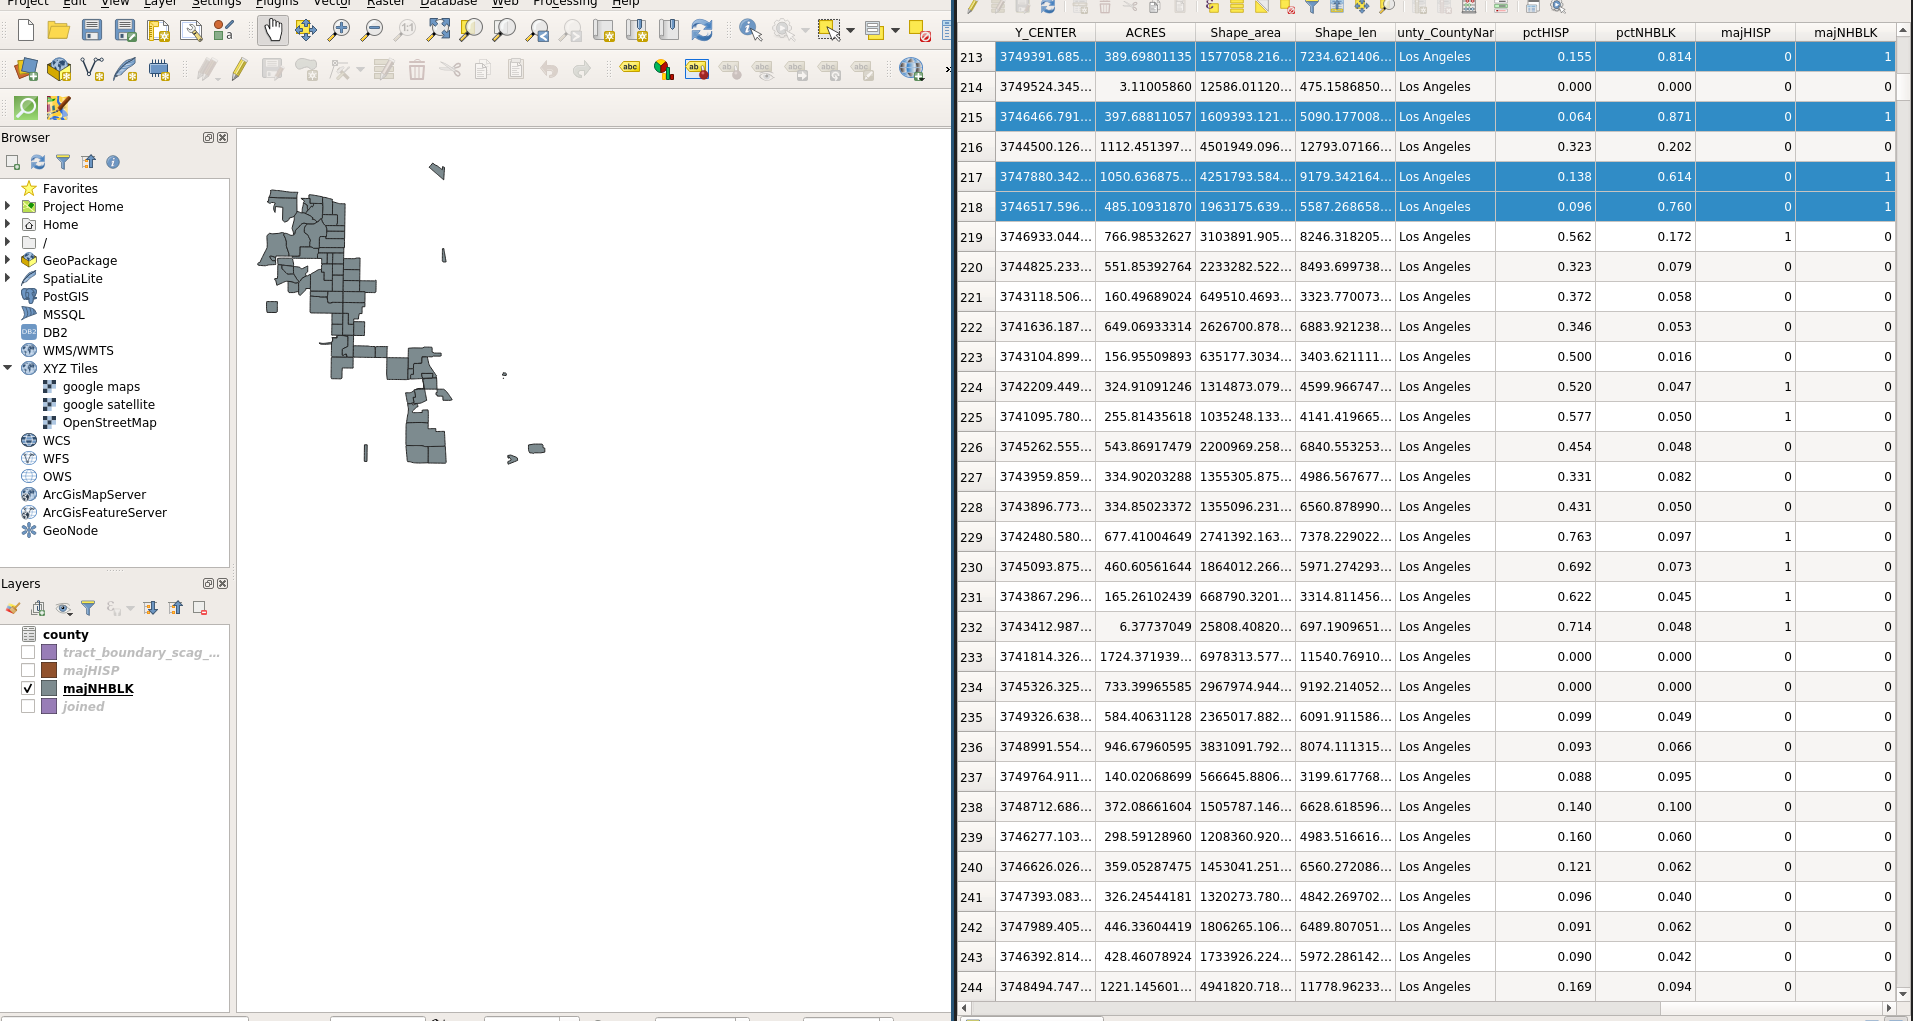 Project Edit View Layer Settings Plugins Vector Raster Database Web Processing Help
Browser
Favorites
Project Home
Home
/
GeoPackage
SpatiaLite
PostGIS
MSSQL
DB2
WMS/WMTS
XYZ Tiles
google maps
google satellite
OpenStreetMap
WCS
WFS
OWS
ArcGisMapServer
ArcGisFeatureServer
GeoNode
Layers
county
tract_boundary_scag_...
majHISP
majNHBLK
joined
Y_CENTER ACRES Shape_area Shape_len unty_CountyNar pctHISP pctNHBLK majHISP majNHBLK
213 3749391.685... 389.69801135 1577058.216... 7234.621406... Los Angeles 0.155 0.814 0 1
214 3749524.345... 3.11005860 12586.01120... 475.1586850... Los Angeles 0.000 0.000 0 0
215 3746466.791... 397.68811057 1609393.121... 5090.177008... Los Angeles 0.064 0.871 0 1
216 3744500.126... 1112.451397... 4501949.096... 12793.07166... Los Angeles 0.323 0.202 0 0
217 3747880.342... 1050.636875... 4251793.584... 9179.342164... Los Angeles 0.138 0.614 0 1
218 3746517.596... 485.10931870 1963175.639... 5587.268658... Los Angeles 0.096 0.760 0 1
219 3746933.044... 766.98532627 3103891.905... 8246.318205... Los Angeles 0.562 0.172 1 0
220 3744825.233... 551.85392764 2233282.522... 8493.699738... Los Angeles 0.323 0.079 0 0
221 3743118.506... 160.49689024 649510.4693... 3323.770073... Los Angeles 0.372 0.058 0 0
222 3741636.187... 649.06933314 2626700.878... 6883.921238... Los Angeles 0.346 0.053 0 0
223 3743104.899... 156.95509893 635177.3034... 3403.621111... Los Angeles 0.500 0.016 0 0
224 3742209.449... 324.91091246 1314873.079... 4599.966747... Los Angeles 0.520 0.047 1 0
225 3741095.780... 255.81435618 1035248.133... 4141.419665... Los Angeles 0.577 0.050 1 0
226 3745262.555... 543.86917479 2200969.258... 6840.553253... Los Angeles 0.454 0.048 0 0
227 3743959.859... 334.90203288 1355305.875... 4986.567677... Los Angeles 0.331 0.082 0 0
228 3743896.773... 334.85023372 1355096.231... 6560.878990... Los Angeles 0.431 0.050 0 0
229 3742480.580... 677.41004649 2741392.163... 7378.229022... Los Angeles 0.763 0.097 1 0
230 3745093.875... 460.60561644 1864012.266... 5971.274293... Los Angeles 0.692 0.073 1 0
231 3743867.296... 165.26102439 668790.3201... 3314.811456... Los Angeles 0.622 0.045 1 0
232 3743412.987... 6.37737049 25808.40820... 697.1909651... Los Angeles 0.714 0.048 1 0
233 3741814.326... 1724.371939... 6978313.577... 11540.76910... Los Angeles 0.000 0.000 0 0
234 3745326.325... 733.39965585 2967974.944... 9192.214052... Los Angeles 0.000 0.000 0 0
235 3749326.638... 584.40631128 2365017.882... 6091.911586... Los Angeles 0.099 0.049 0 0
236 3748991.554... 946.67960595 3831091.792... 8074.111315... Los Angeles 0.093 0.066 0 0
237 3749764.911... 140.02068699 566645.8806... 3199.617768... Los Angeles 0.088 0.095 0 0
238 3748712.686... 372.08661604 1505787.146... 6628.618596... Los Angeles 0.140 0.100 0 0
239 3746277.103... 298.59128960 1208360.920... 4983.516616... Los Angeles 0.160 0.060 0 0
240 3746626.026... 359.05287475 1453041.251... 6560.272086... Los Angeles 0.121 0.062 0 0
241 3747393.083... 326.24544181 1320273.780... 4842.269702... Los Angeles 0.096 0.040 0 0
242 3747989.405... 446.33604419 1806265.106... 6489.807051... Los Angeles 0.091 0.062 0 0
243 3746392.814... 428.46078924 1733926.224... 5972.286142... Los Angeles 0.090 0.042 0 0
244 3748494.747... 1221.145601... 4941820.718... 11778.96233... Los Angeles 0.169 0.094 0 0